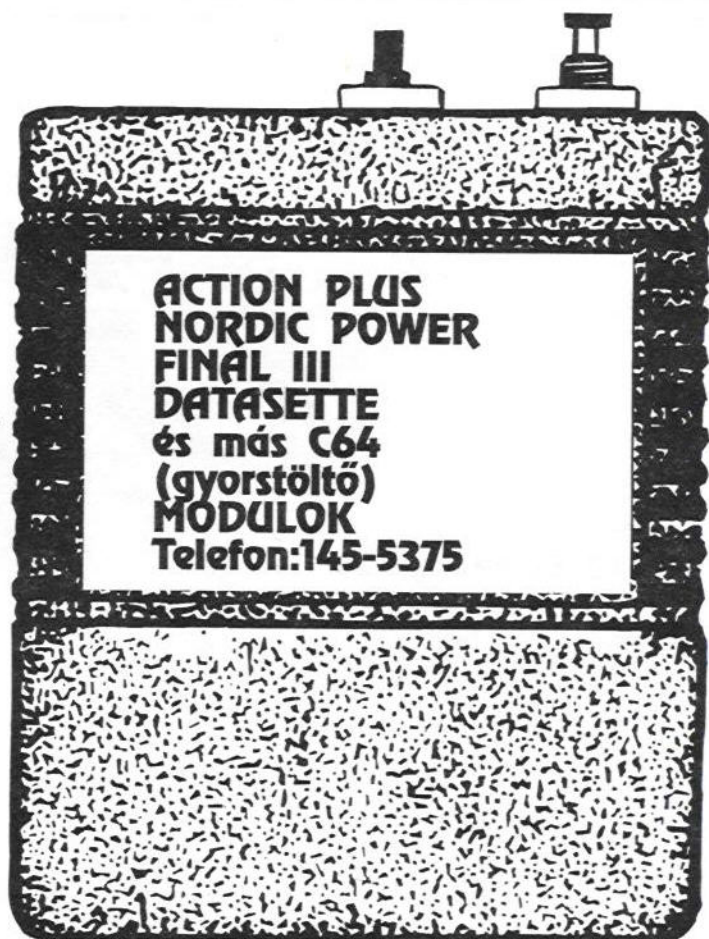 ACTION PLUS
NORDIC POWER
FINAL III
DATASETTE
és más C64
(gyorstöltő)
MODULOK
Telefon:145-5375